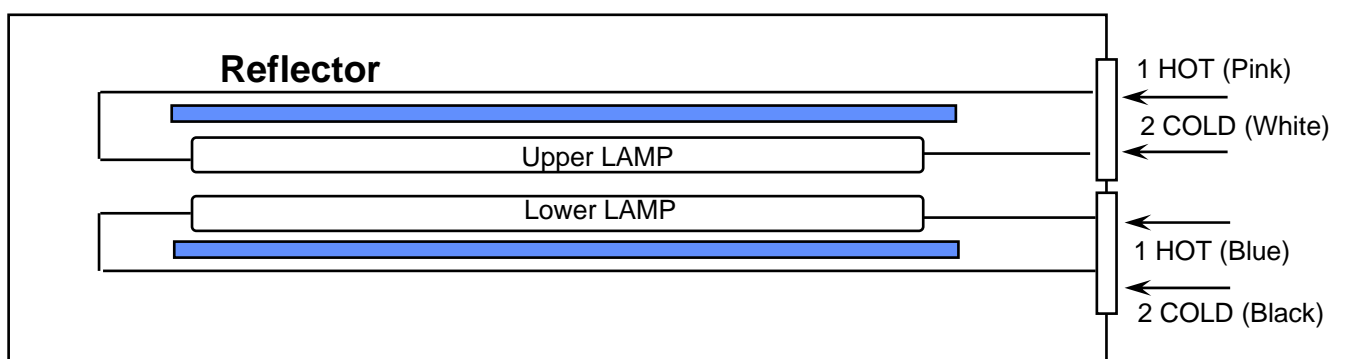 Reflector
1 HOT (Pink)
2 COLD (White)
Upper LAMP
Lower LAMP
1 HOT (Blue)
2 COLD (Black)